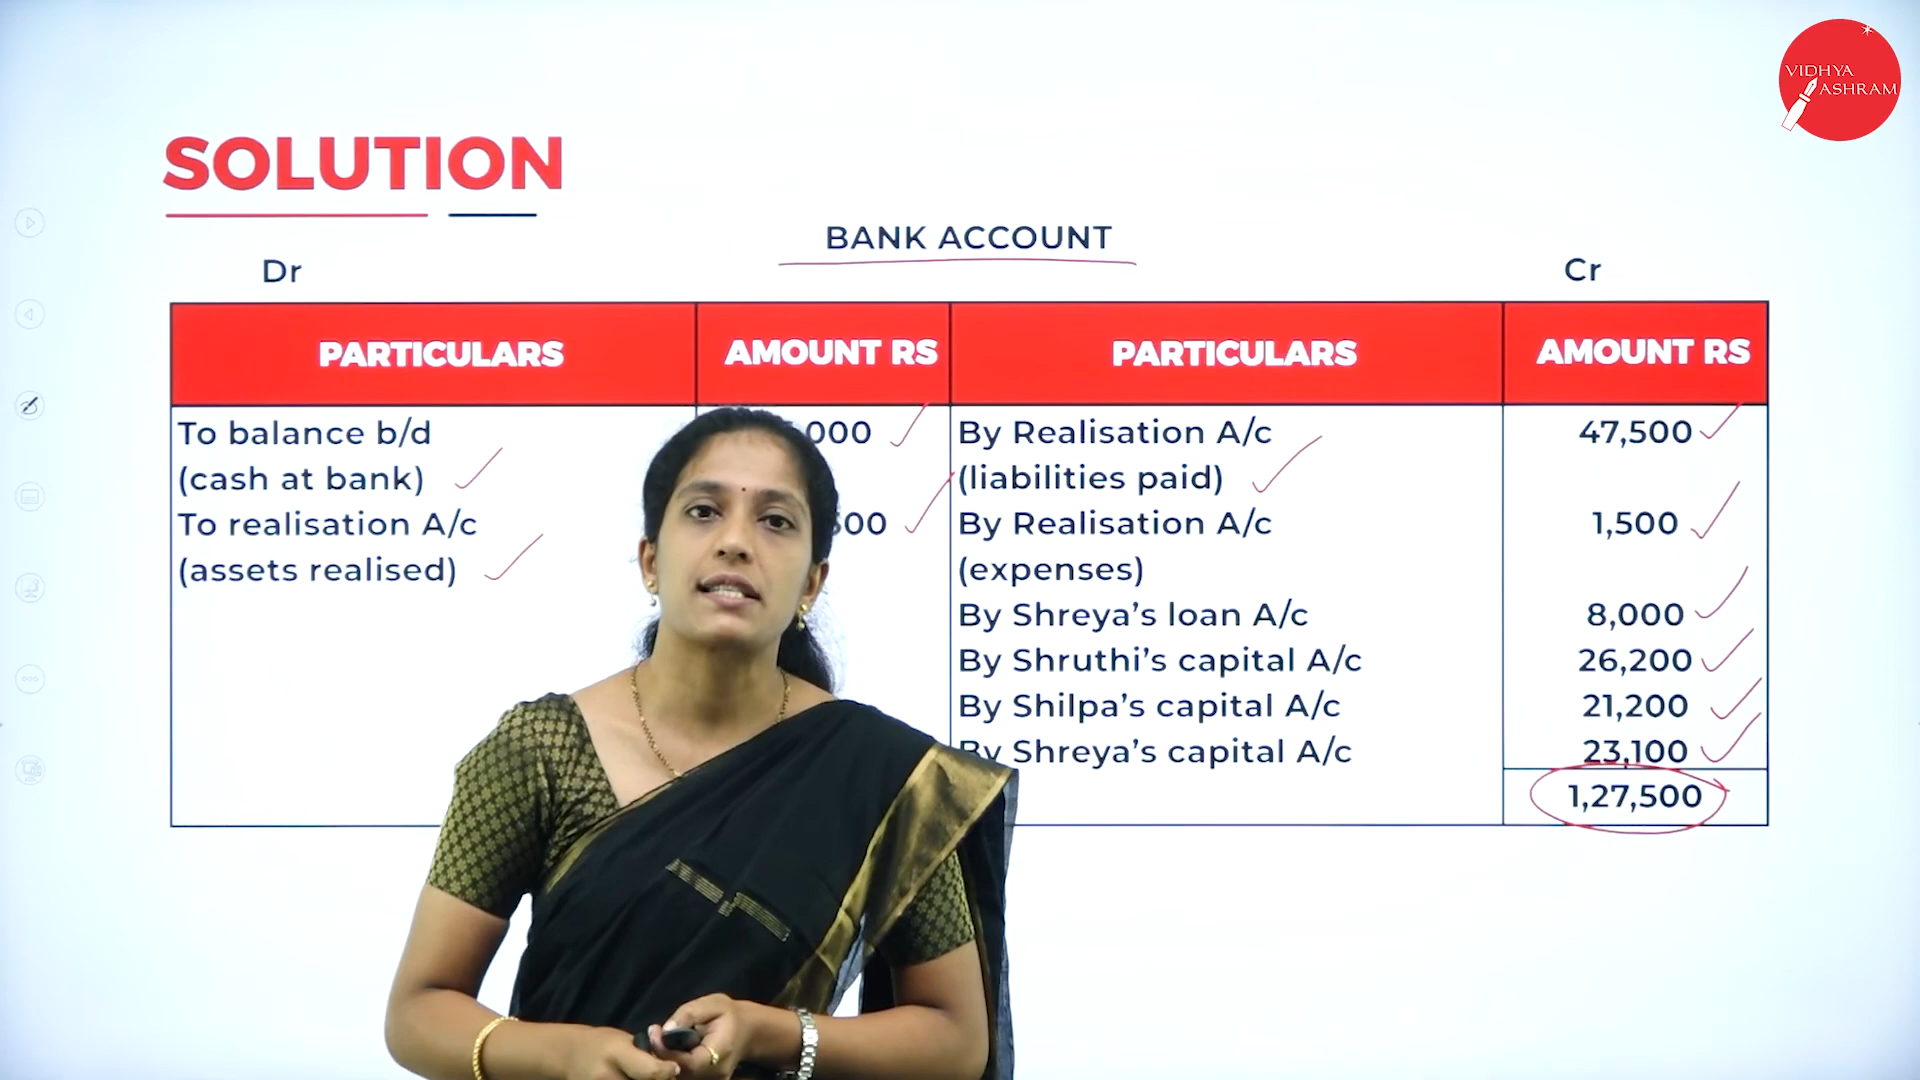 VIDHYA
ASHRAM
SOLUTION
BANK ACCOUNT
Dr
Cr
PARTICULARS
AMOUNT RS
PARTICULARS
AMOUNT RS
To balance b/d
(cash at bank)
To realisation A/c
(assets realised)
By Realisation A/c
47,500
(liabilities paid)
By Realisation A/c
1,500
(expenses)
By Shreya’s loan A/c
8,000
By Shruthi’s capital A/c
26,200
By Shilpa’s capital A/c
21,200
By Shreya’s capital A/c
23,100
1,27,500